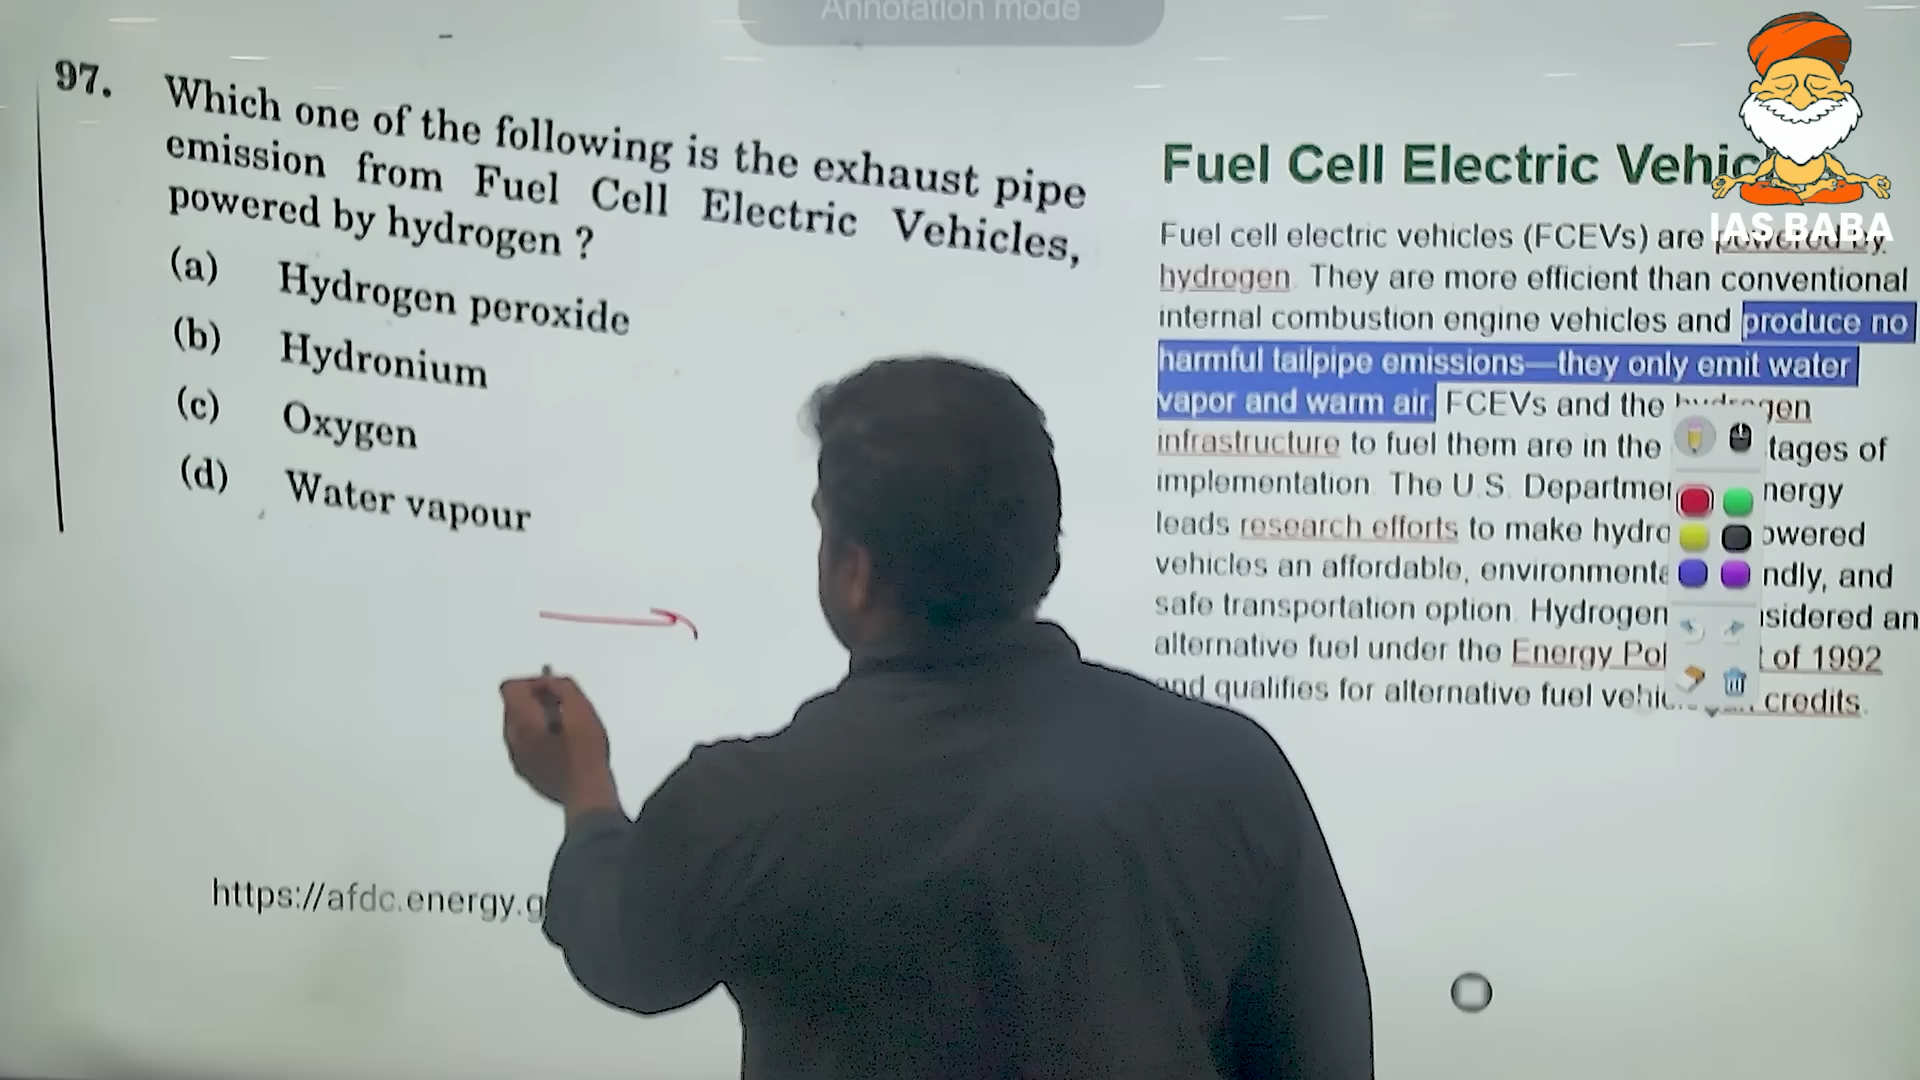 Annotation mode
97. Which one of the following is the exhaust pipe
emission from Fuel Cell Electric Vehicles,
powered by hydrogen ?
(a) Hydrogen peroxide
(b) Hydronium
(c) Oxygen
(d) Water vapour
https://afdc.energy.g
IAS BABA
Fuel Cell Electric Vehic
Fuel cell electric vehicles (FCEVs) are powered by
hydrogen. They are more efficient than conventional
internal combustion engine vehicles and produce no
harmful tailpipe emissions—they only emit water
vapor and warm air. FCEVs and the hydrogen
infrastructure to fuel them are in the tages of
implementation. The U.S. Departme nergy
leads research efforts to make hydro owered
vehicles an affordable, environmenta ndly, and
safe transportation option. Hydrogen sidered an
alternative fuel under the Energy Pol of 1992
and qualifies for alternative fuel vehic credits.